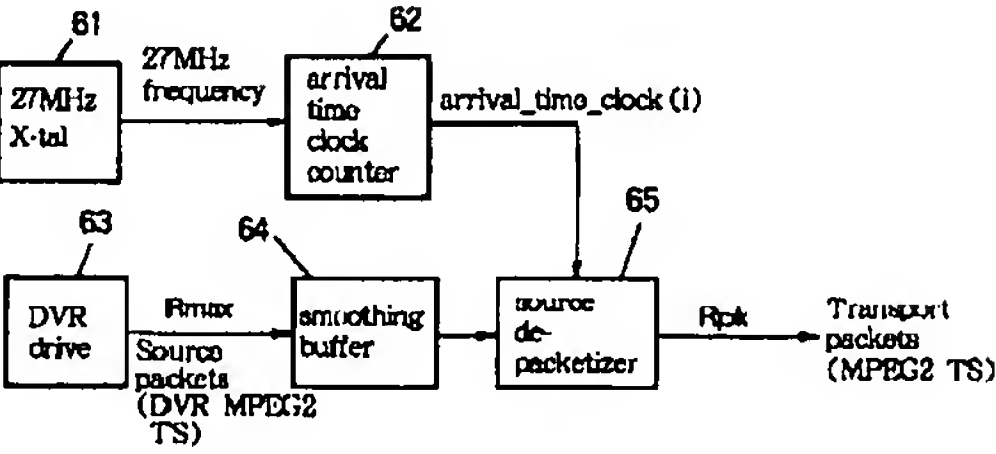 61
27MHz
X-tal
27MHz
frequency
62
arrival
time
clock
counter
arrival_time_clock (i)
63
DVR
drive
Rmax
Source
packets
(DVR MPEG2
TS)
64
smoothing
buffer
65
source
de-
packetizer
Rpk
Transport
packets
(MPEG2 TS)